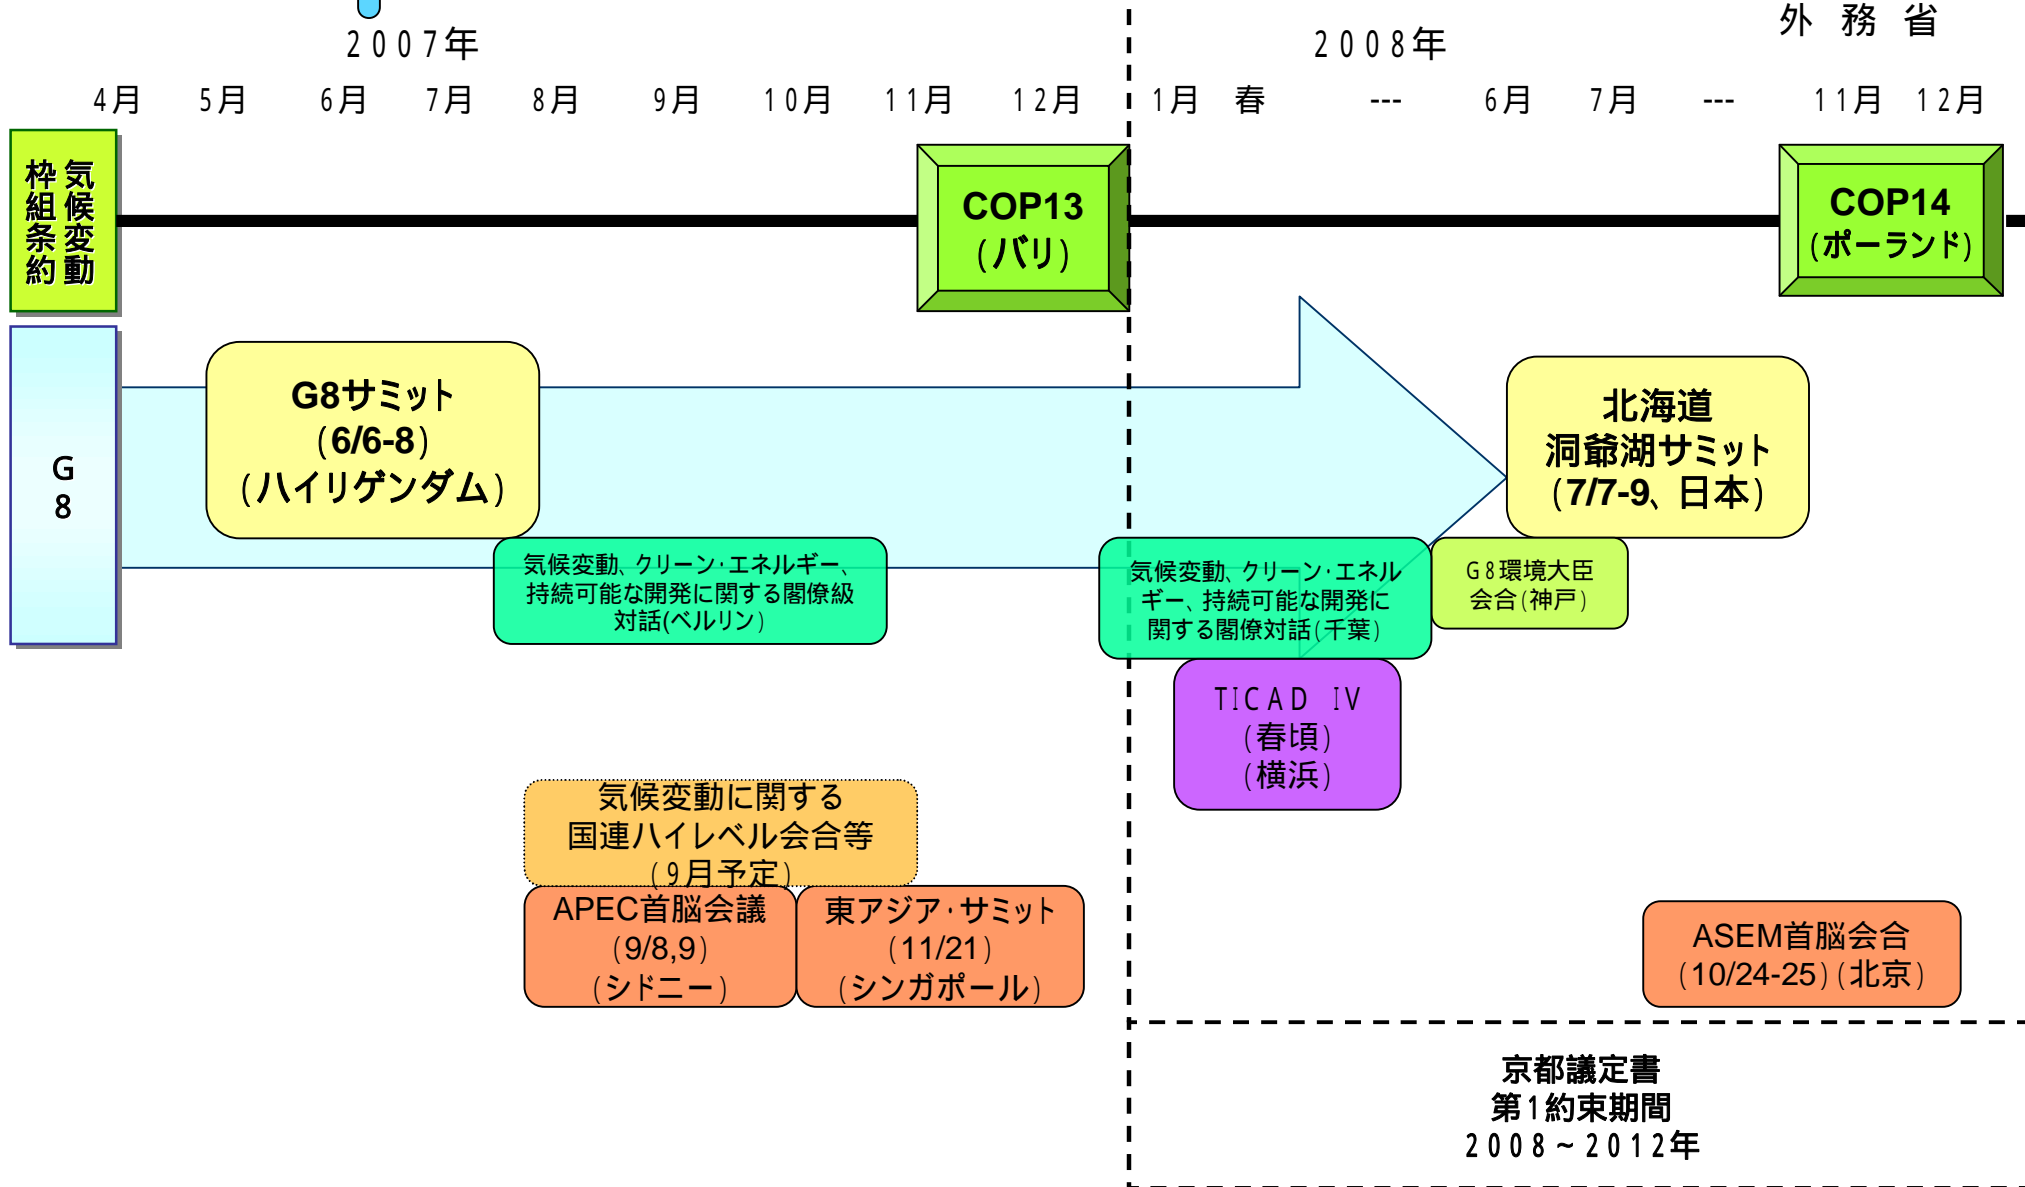 外務省
2007年
2008年
4月 5月 6月 7月 8月 9月 10月 11月 12月 1月 春 --- 6月 7月 --- 11月 12月
気候変動
枠組条約
COP13
(バリ)
COP14
(ポーランド)
G
8
G8サミット
(6/6-8)
(ハイリゲンダム)
北海道
洞爺湖サミット
(7/7-9、日本)
気候変動、クリーン・エネルギー、
持続可能な開発に関する閣僚級
対話(ベルリン)
気候変動、クリーン・エネル
ギー、持続可能な開発に
関する閣僚対話(千葉)
G8環境大臣
会合(神戸)
TICAD IV
(春頃)
(横浜)
気候変動に関する
国連ハイレベル会合等
(9月予定)
APEC首脳会議
(9/8,9)
(シドニー)
東アジア・サミット
(11/21)
(シンガポール)
ASEM首脳会合
(10/24-25)(北京)
京都議定書
第1約束期間
2008~2012年